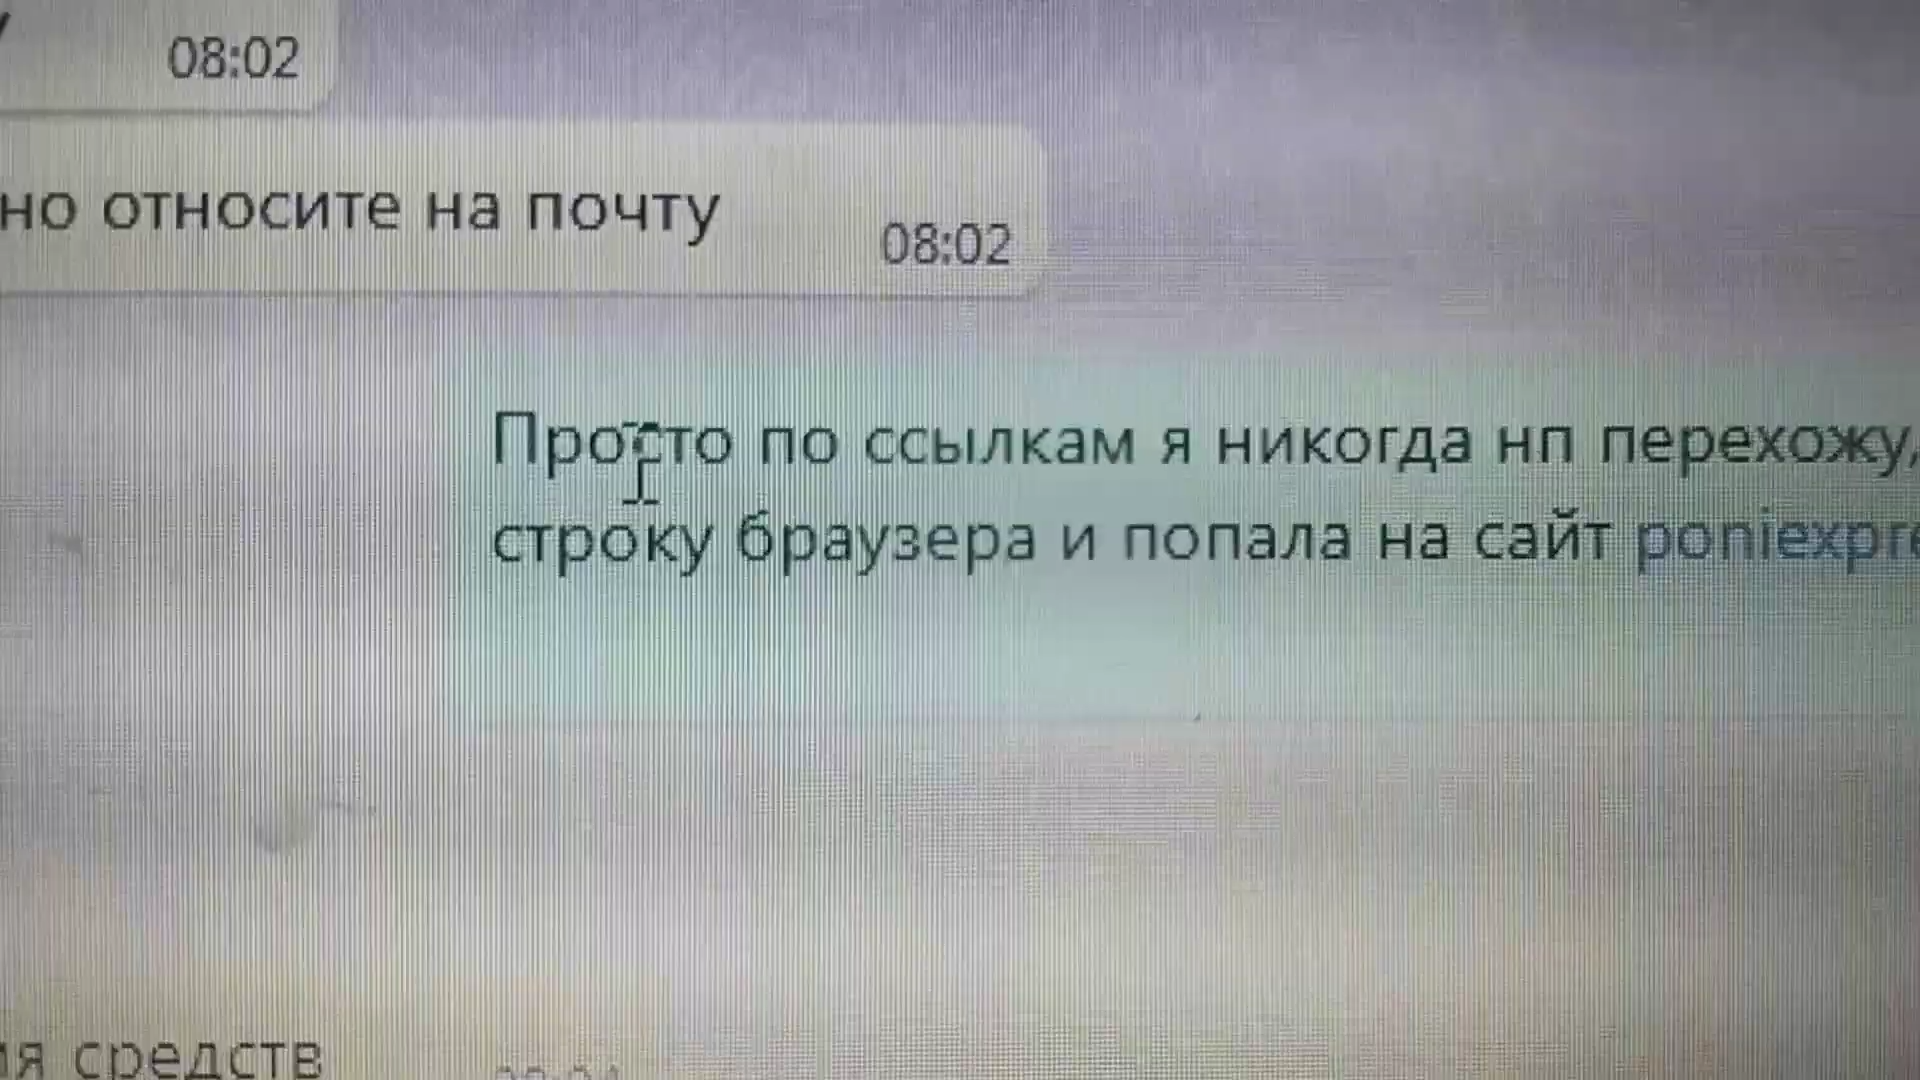 08:02
но относите на почту
08:02
Просто по ссылкам я никогда нп перехожу,
строку браузера и попала на сайт poniexpre
ия средств